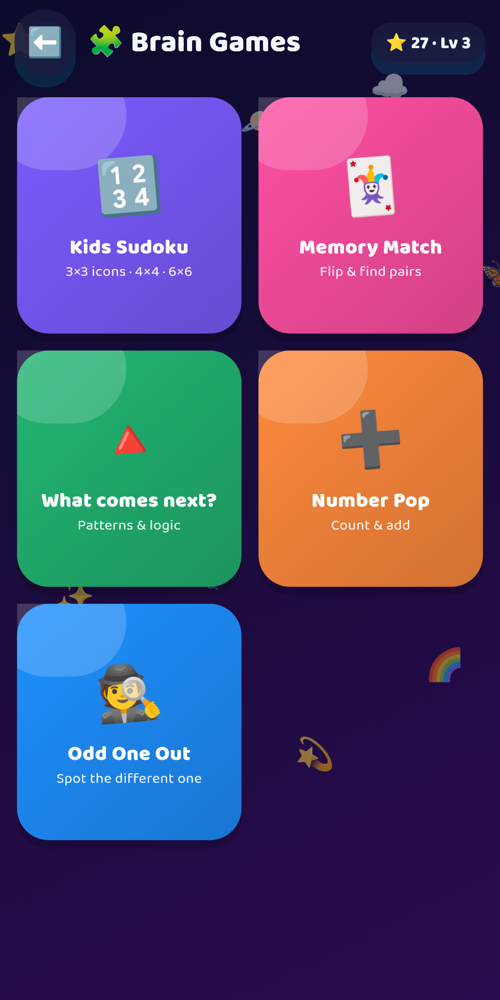 Brain Games
27 · Lv 3
1 2
3 4
Kids Sudoku
3×3 icons · 4×4 · 6×6
Memory Match
Flip & find pairs
What comes next?
Patterns & logic
Number Pop
Count & add
Odd One Out
Spot the different one